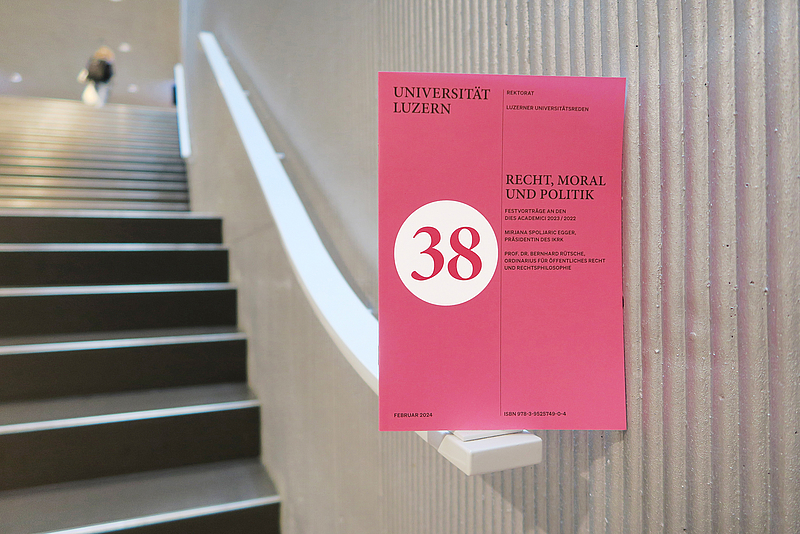 UNIVERSITÄT
LUZERN
REKTORAT
LUZERNER UNIVERSITÄTSREDEN
RECHT, MORAL
UND POLITIK
FESTVORTRÄGE AN DEN
DIES ACADEMICI 2023 / 2022
MIRJANA SPOLJARIC EGGER,
PRÄSIDENTIN DES IKRK
PROF. DR. BERNHARD RÜTSCHE,
ORDINARIUS FÜR ÖFFENTLICHES RECHT
UND RECHTSPHILOSOPHIE
38
FEBRUAR 2024
ISBN 978-3-9525749-0-4